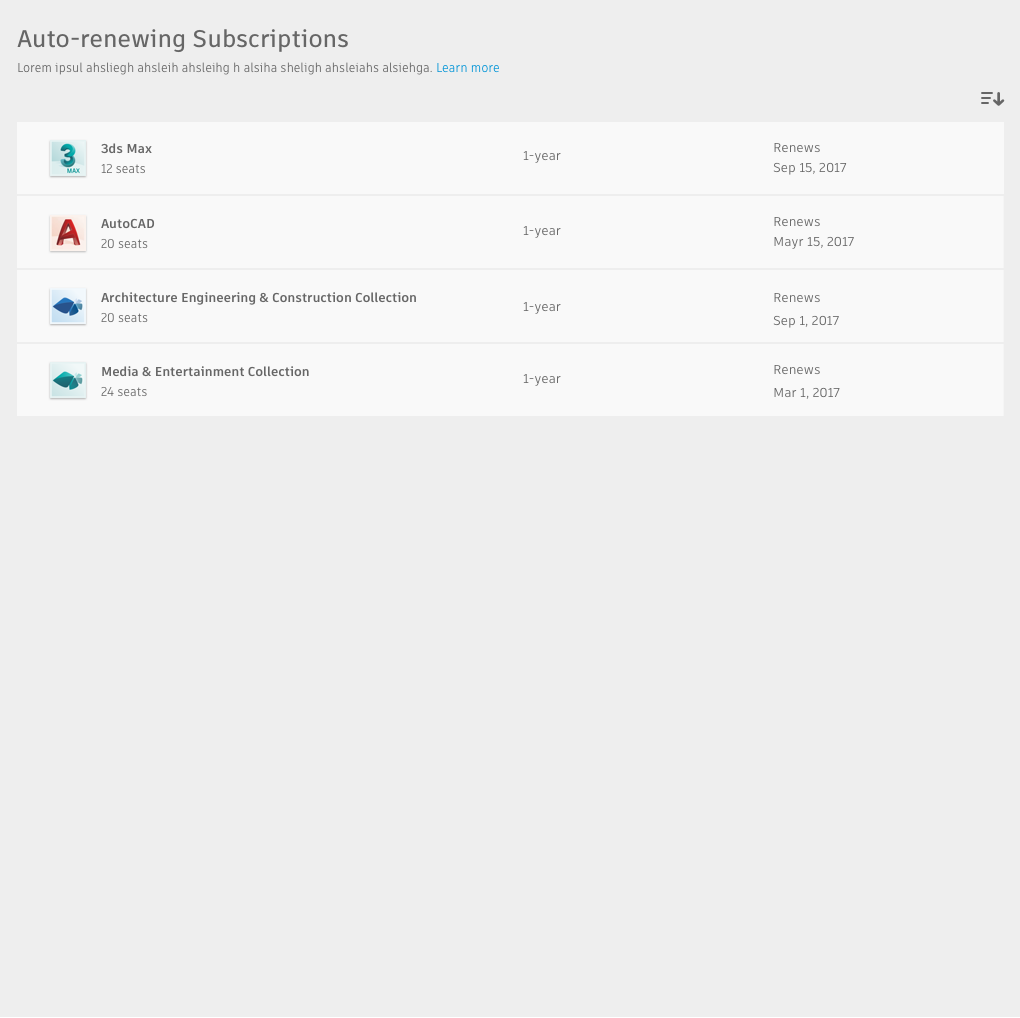 Auto-renewing Subscriptions
Lorem ipsul ahsliegh ahsleih ahsleihg h alsiha sheligh ahsleiahs alsiehga. Learn more
3ds Max
12 seats
1-year
Renews
Sep 15, 2017
3
MAX
AutoCAD
20 seats
1-year
Renews
Mayr 15, 2017
A
Architecture Engineering & Construction Collection
20 seats
1-year
Renews
Sep 1, 2017
Media & Entertainment Collection
24 seats
1-year
Renews
Mar 1, 2017